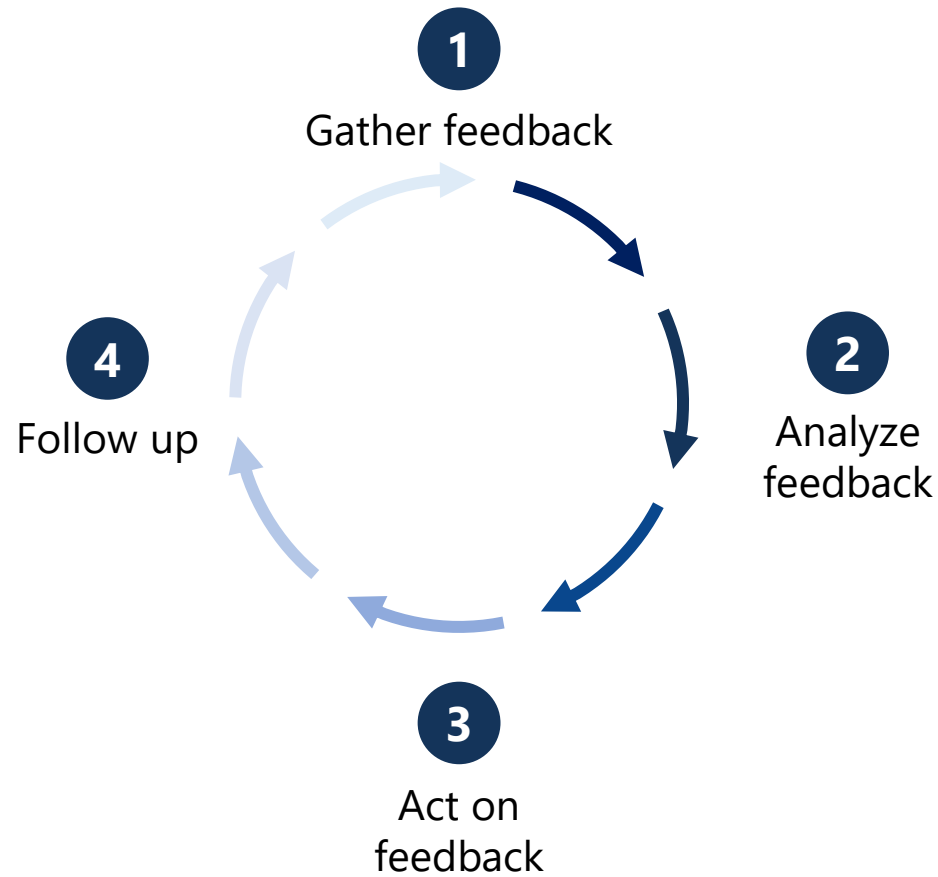 1
Gather feedback
2
Analyze
feedback
3
Act on
feedback
4
Follow up